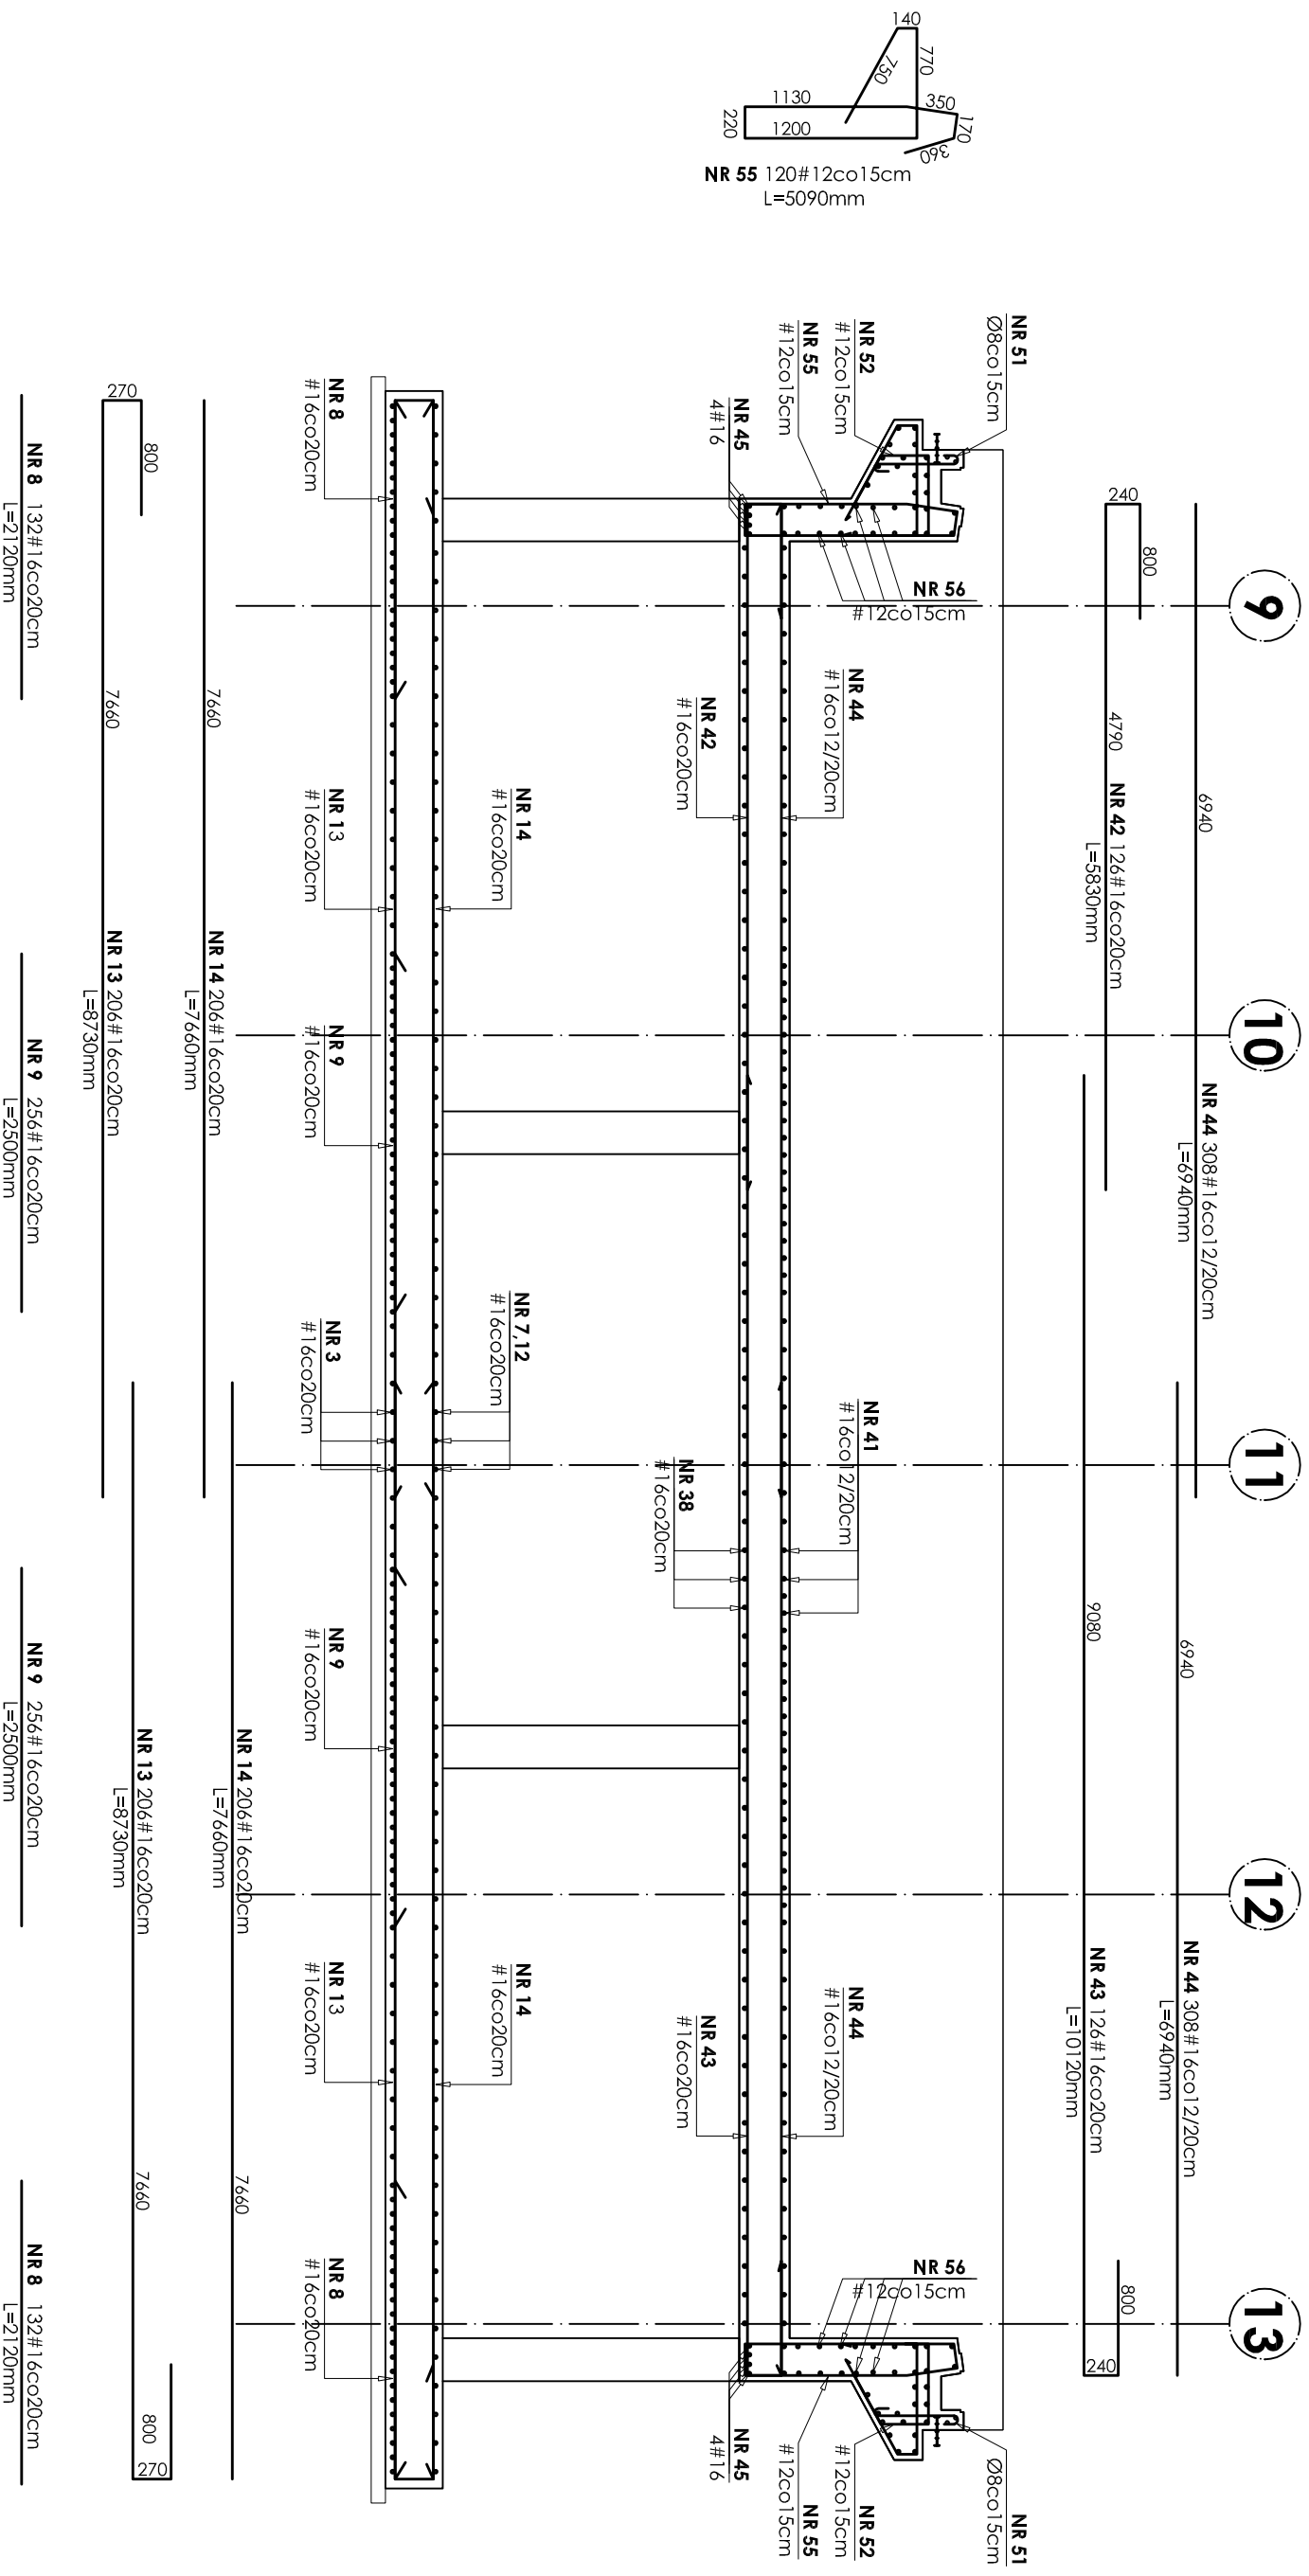 140
770
750
350
170
360
1130
1200
220
NR 55 120#12co15cm
L=5090mm
9
10
11
12
13
6940
NR 44 308#16co12/20cm
L=6940mm
6940
NR 44 308#16co12/20cm
L=6940mm
240
800
4790
NR 42 126#16co20cm
L=5830mm
9080
NR 43 126#16co20cm
L=10120mm
800
240
NR 51
Ø8co15cm
NR 52
#12co15cm
NR 55
#12co15cm
NR 45
4#16
NR 56
#12co15cm
NR 44
#16co12/20cm
NR 42
#16co20cm
NR 41
#16co12/20cm
NR 38
#16co20cm
NR 44
#16co12/20cm
NR 43
#16co20cm
NR 56
#12co15cm
NR 51
Ø8co15cm
NR 52
#12co15cm
NR 55
#12co15cm
NR 45
4#16
NR 14
#16co20cm
NR 7,12
#16co20cm
NR 14
#16co20cm
NR 8
#16co20cm
NR 13
#16co20cm
NR 9
#16co20cm
NR 3
#16co20cm
NR 9
#16co20cm
NR 13
#16co20cm
NR 8
#16co20cm
7660
NR 14 206#16co20cm
L=7660mm
NR 14 206#16co20cm
L=7660mm
7660
270
800
7660
NR 13 206#16co20cm
L=8730mm
NR 13 206#16co20cm
L=8730mm
7660
800
270
NR 8 132#16co20cm
L=2120mm
NR 9 256#16co20cm
L=2500mm
NR 9 256#16co20cm
L=2500mm
NR 8 132#16co20cm
L=2120mm